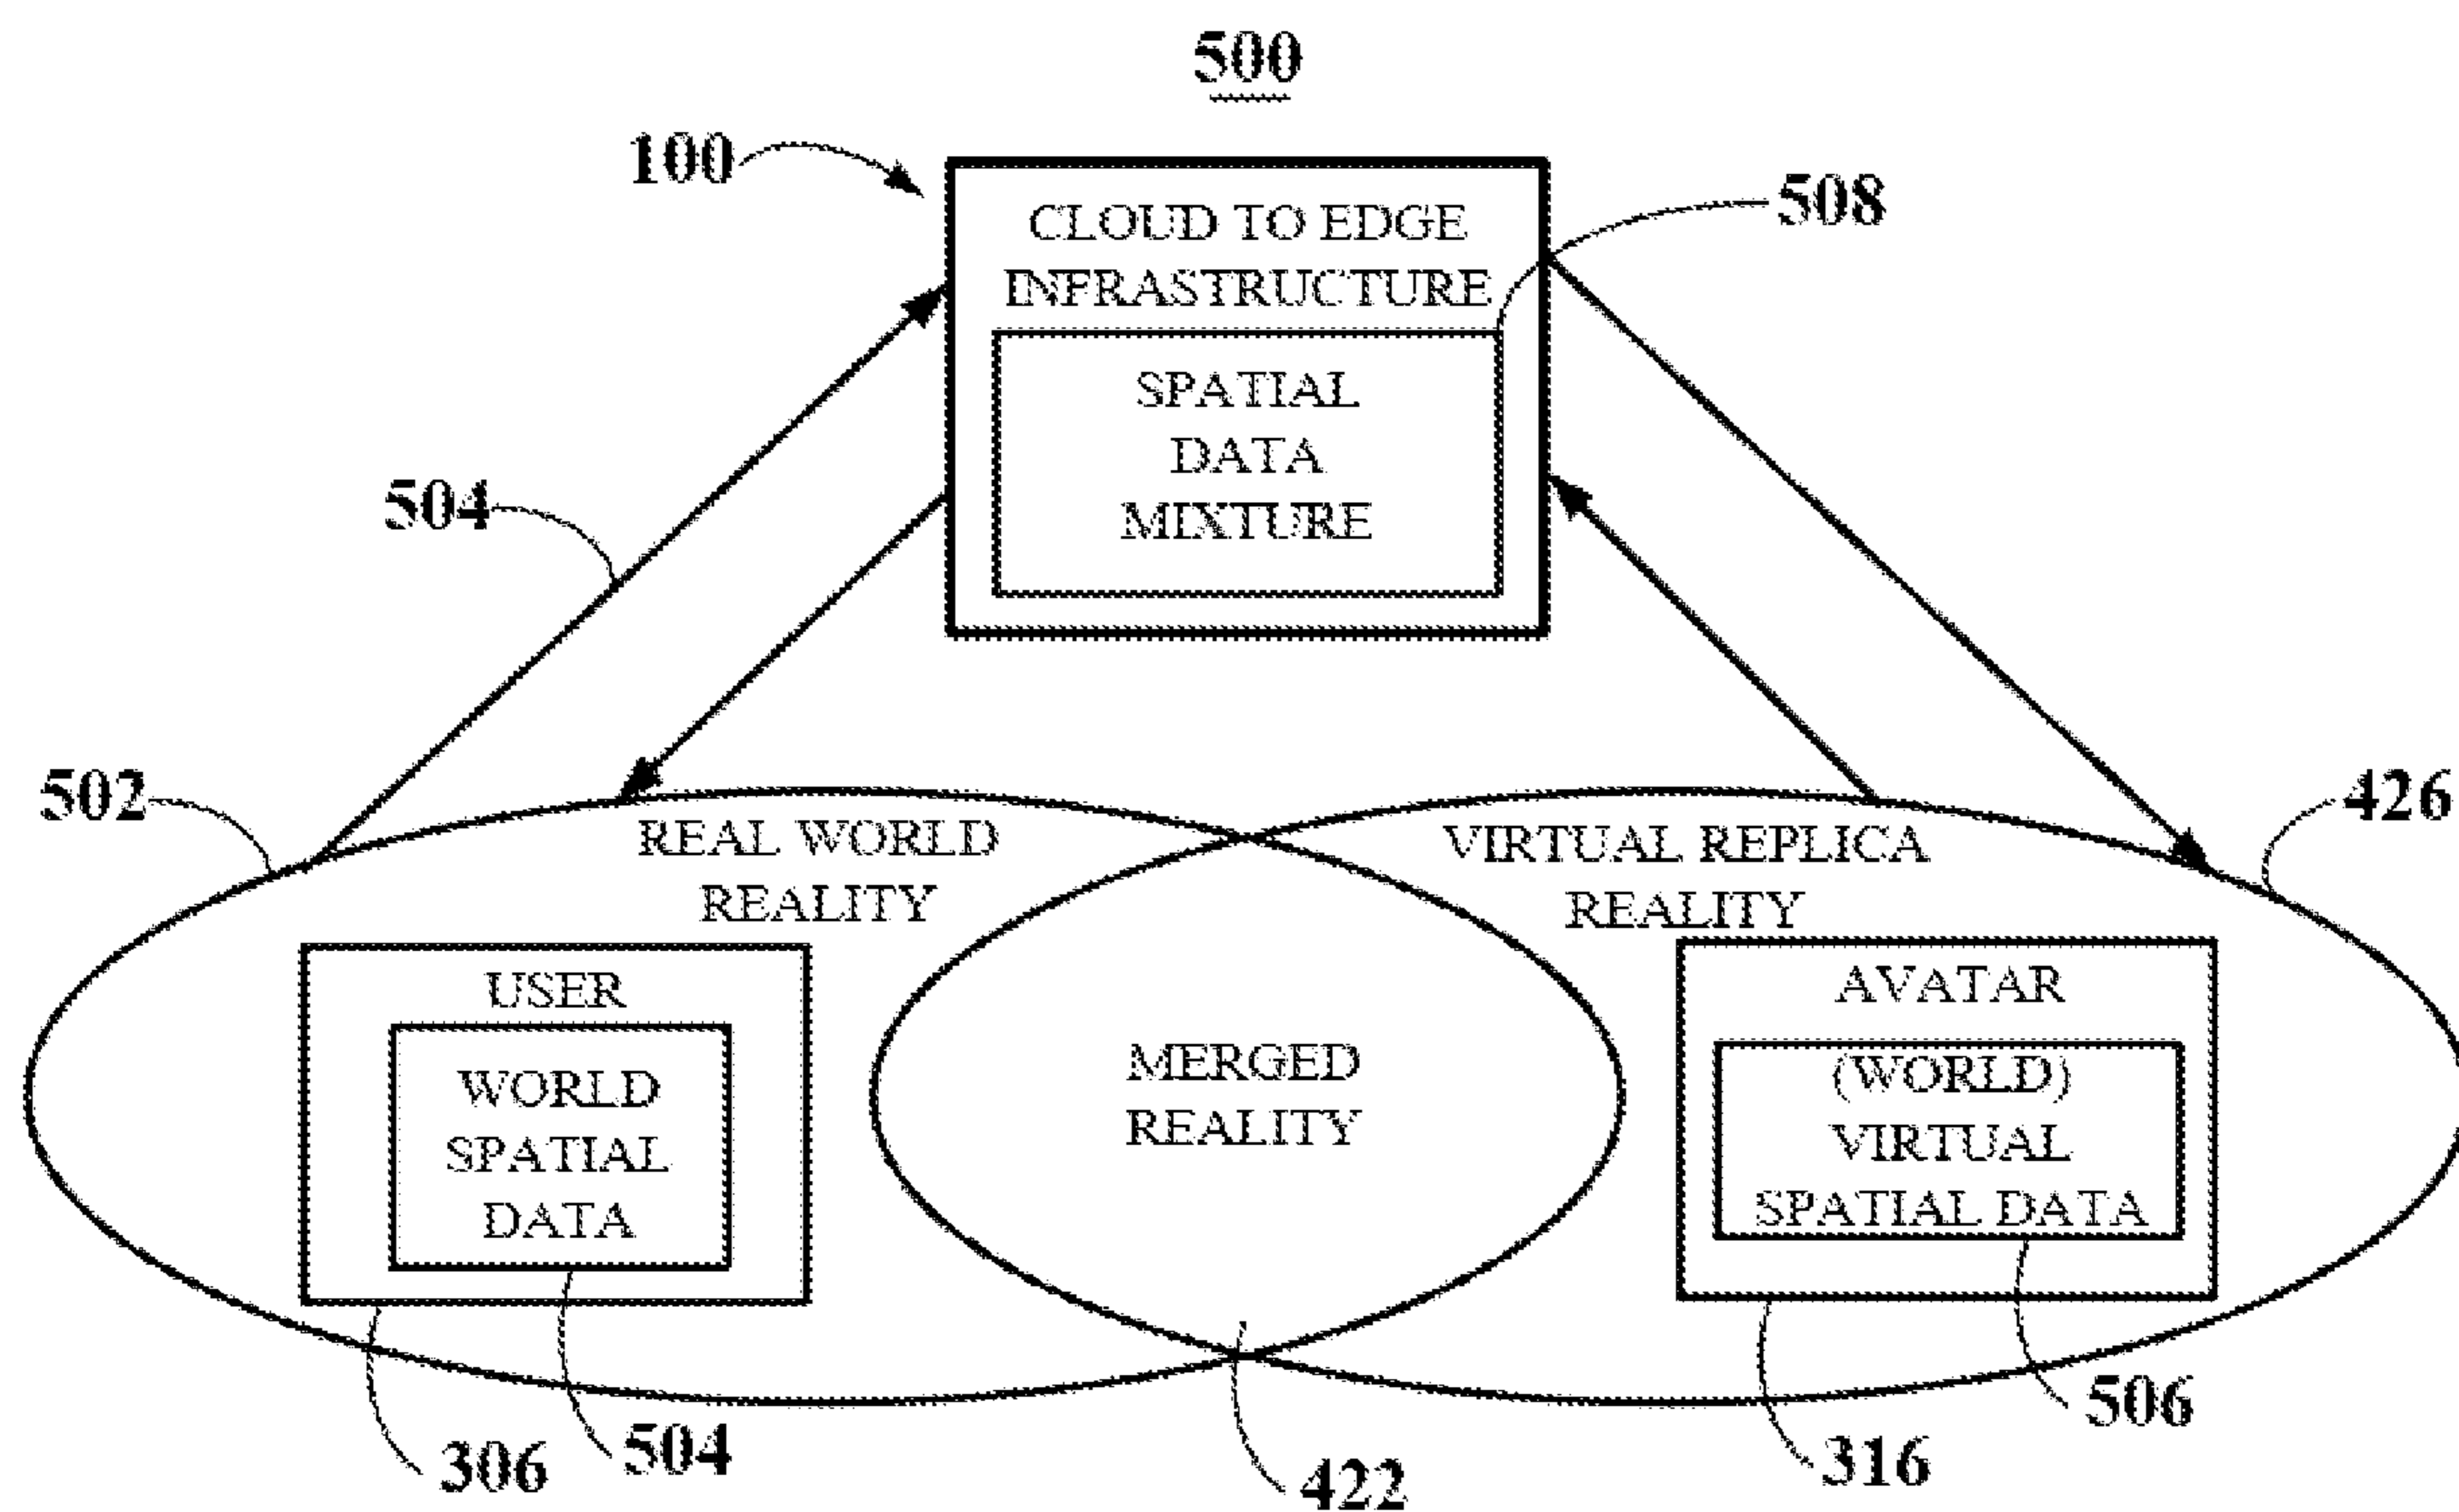 500
100
CLOUD TO EDGE
INFRASTRUCTURE
508
SPATIAL
DATA
MIXTURE
504
502
426
REAL WORLD
REALITY
VIRTUAL REPLICA
REALITY
USER
WORLD
SPATIAL
DATA
MERGED
REALITY
AVATAR
(WORLD)
VIRTUAL
SPATIAL DATA
306
504
422
316
506